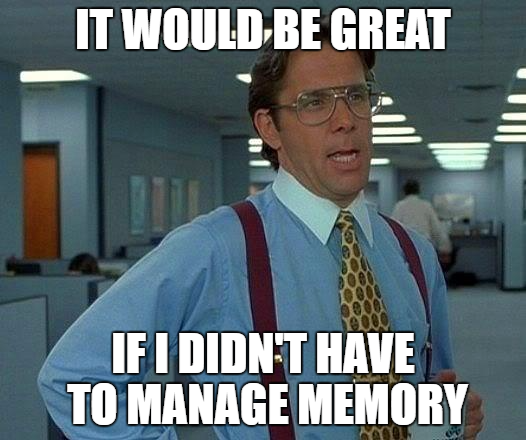 IT WOULD BE GREAT
IF I DIDN'T HAVE
TO MANAGE MEMORY